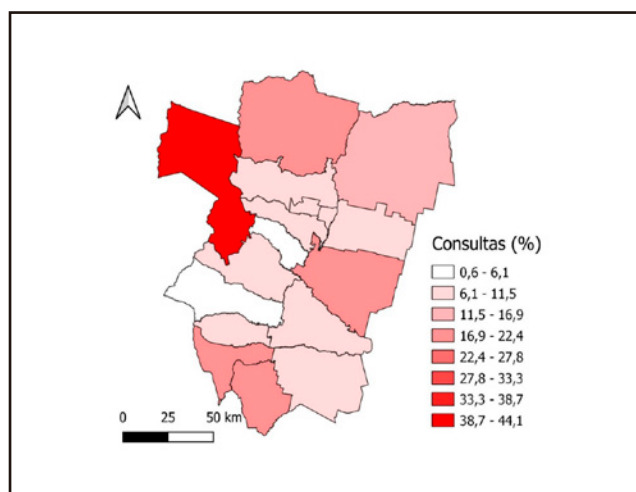 Consultas (%)
0,6 - 6,1
6,1 - 11,5
11,5 - 16,9
16,9 - 22,4
22,4 - 27,8
27,8 - 33,3
33,3 - 38,7
38,7 - 44,1
0 25 50 km